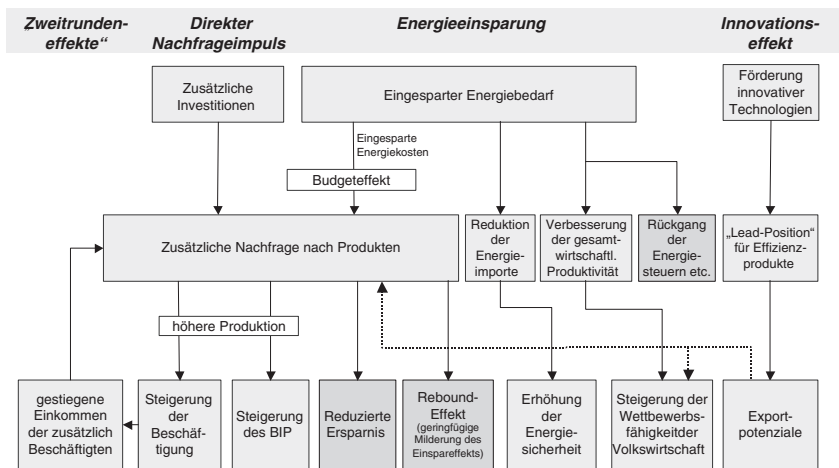 „Zweitrunden-
effekte“
Direkter
Nachfrageimpuls
Energieeinsparung
Innovations-
effekt
Zusätzliche
Investitionen
Eingesparter Energiebedarf
Förderung
innovativer
Technologien
Eingesparte
Energiekosten
Budgeteffekt
Zusätzliche Nachfrage nach Produkten
Reduktion
der
Energie-
importe
Verbesserung
der gesamt-
wirtschaftl.
Produktivität
Rückgang
der
Energie-
steuern etc.
„Lead-Position“
für Effizienz-
produkte
höhere Produktion
gestiegene
Einkommen
der zusätzlich
Beschäftigten
Steigerung
der
Beschäf-
tigung
Steigerung
des BIP
Reduzierte
Ersparnis
Rebound-
Effekt
(geringfügige
Milderung des
Einspareffekts)
Erhöhung
der
Energie-
sicherheit
Steigerung der
Wettbewerbs-
fähigkeitder
Volkswirtschaft
Export-
potenziale